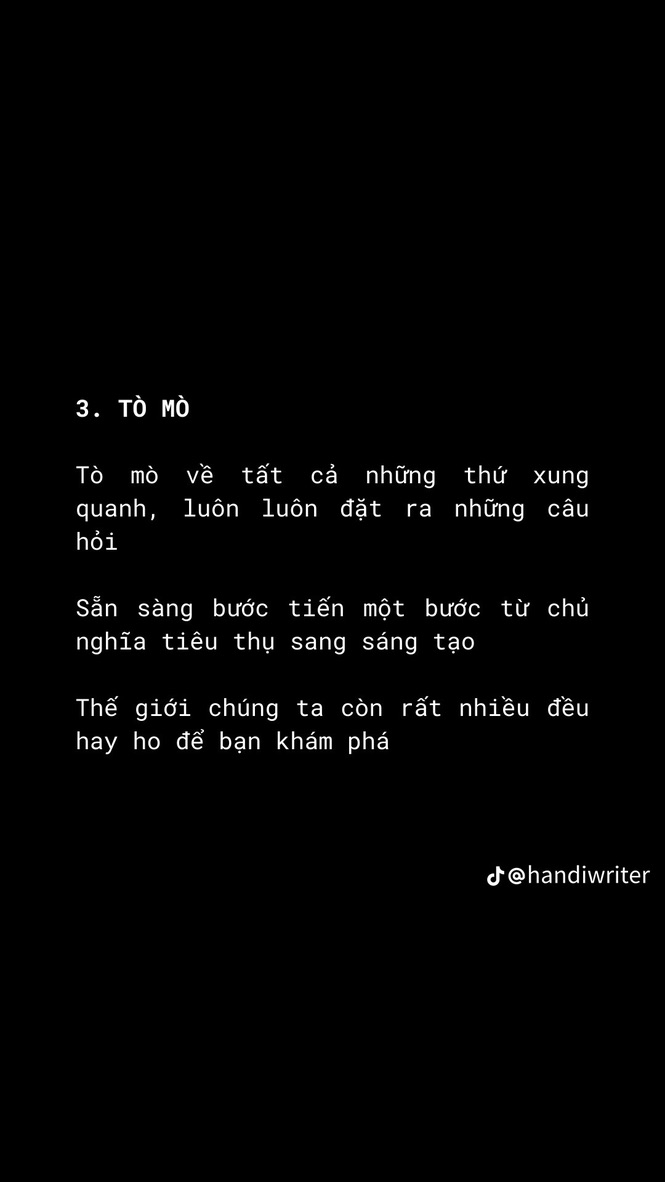 3. TÒ MÒ
Tò mò về tất cả những thứ xung
quanh, luôn luôn đặt ra những câu
hỏi
Sẵn sàng bước tiến một bước từ chủ
nghĩa tiêu thụ sang sáng tạo
Thế giới chúng ta còn rất nhiều đều
hay ho để bạn khám phá
@handiwriter